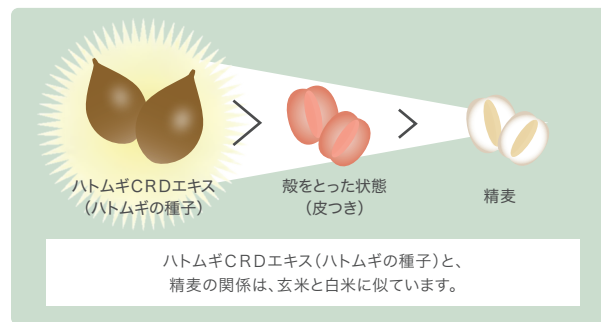 ハトムギCRDエキス
（ハトムギの種子）
殻をとった状態
（皮つき）
精麦
ハトムギCRDエキス（ハトムギの種子）と、
精麦の関係は、玄米と白米に似ています。